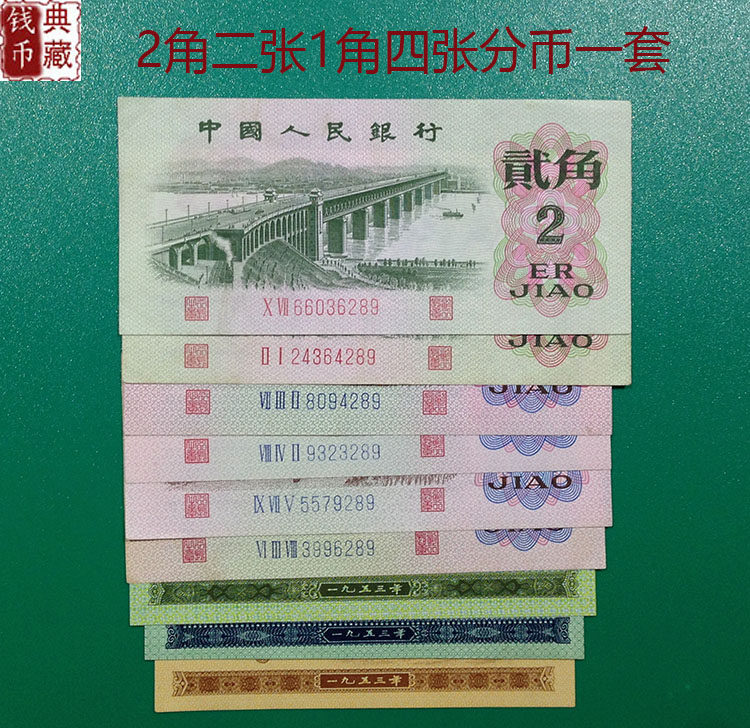 钱币典藏
2角二张1角四张分币一套
中國人民銀行
貳角
2
ER
JIAO
X VII 66036289
JIAO
II I 24364289
JIAO
VII III II 8094289
VIII IV II 9323289
JIAO
IX VII V 5579289
VI III VIII 3996289
一九五三年
一九五三年
一九五三年